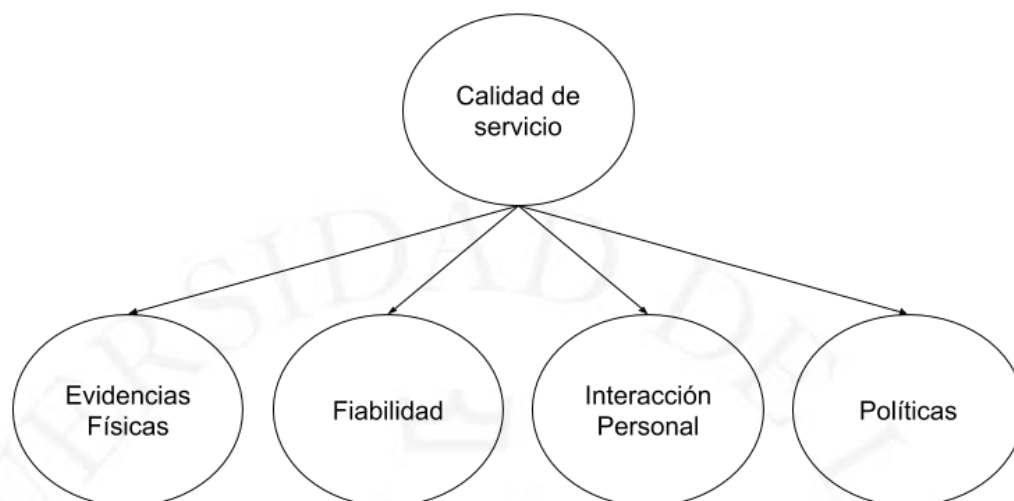 Calidad de
servicio
Evidencias
Físicas
Fiabilidad
Interacción
Personal
Políticas